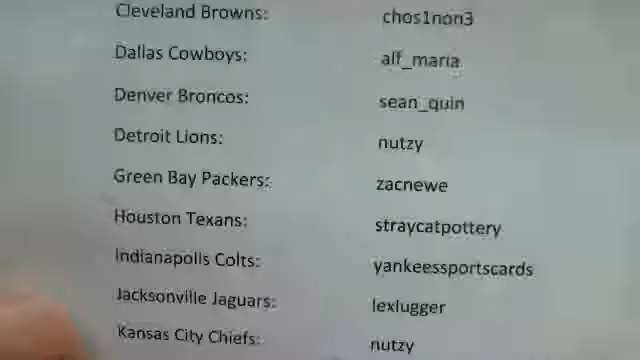 Cleveland Browns: chos1non3
Dallas Cowboys: alf_maria
Denver Broncos: sean_quin
Detroit Lions: nutzy
Green Bay Packers: zacnewe
Houston Texans: straycatpottery
Indianapolis Colts: yankeessportscards
Jacksonville Jaguars: lexlugger
Kansas City Chiefs: nutzy